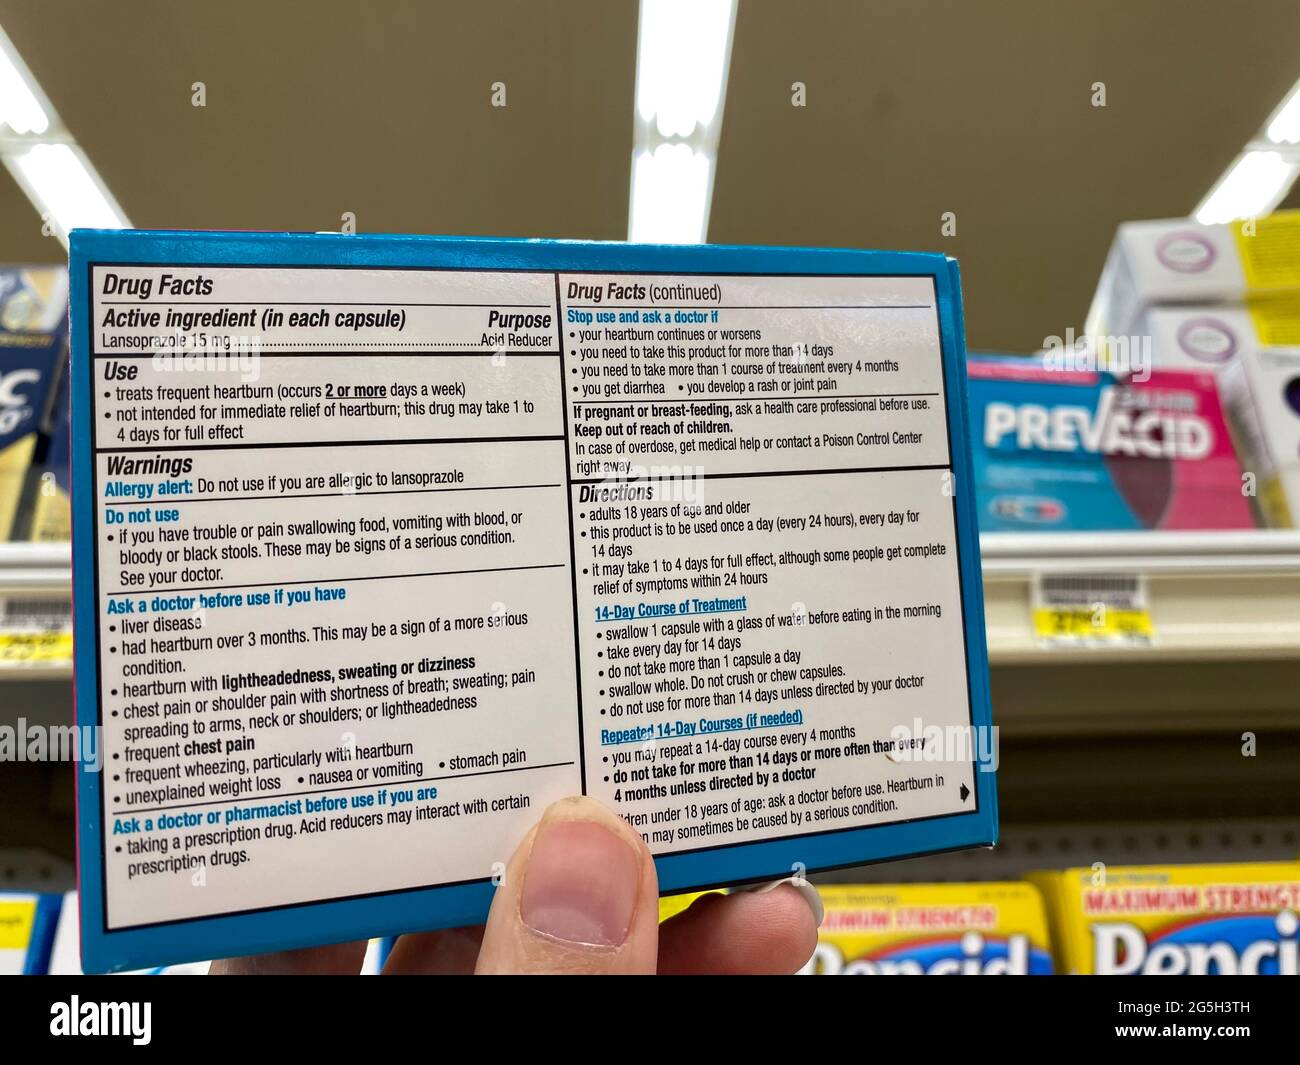 Drug Facts
Active ingredient (in each capsule) Purpose
Lansoprazole 15 mg ........ Acid Reducer
Use
• treats frequent heartburn (occurs 2 or more days a week)
• not intended for immediate relief of heartburn; this drug may take 1 to
4 days for full effect
Warnings
Allergy alert: Do not use if you are allergic to lansoprazole
Do not use
• if you have trouble or pain swallowing food, vomiting with blood, or
bloody or black stools. These may be signs of a serious condition.
See your doctor.
Ask a doctor before use if you have
• liver disease
• had heartburn over 3 months. This may be a sign of a more serious
condition.
• heartburn with lightheadedness, sweating or dizziness
• chest pain or shoulder pain with shortness of breath; sweating; pain
spreading to arms, neck or shoulders; or lightheadedness
• frequent chest pain
• frequent wheezing, particularly with heartburn
• unexplained weight loss • nausea or vomiting • stomach pain
Ask a doctor or pharmacist before use if you are
• taking a prescription drug. Acid reducers may interact with certain
prescription drugs.
Drug Facts (continued)
Stop use and ask a doctor if
• your heartburn continues or worsens
• you need to take this product for more than 14 days
• you need to take more than 1 course of treatment every 4 months
• you get diarrhea • you develop a rash or joint pain
If pregnant or breast-feeding, ask a health care professional before use.
Keep out of reach of children.
In case of overdose, get medical help or contact a Poison Control Center
right away.
Directions
• adults 18 years of age and older
• this product is to be used once a day (every 24 hours), every day for
14 days
• it may take 1 to 4 days for full effect, although some people get complete
relief of symptoms within 24 hours
14-Day Course of Treatment
• swallow 1 capsule with a glass of water before eating in the morning
• take every day for 14 days
• do not take more than 1 capsule a day
• swallow whole. Do not crush or chew capsules.
• do not use for more than 14 days unless directed by your doctor
Repeated 14-Day Courses (if needed)
• you may repeat a 14-day course every 4 months
• do not take for more than 14 days or more often than every
4 months unless directed by a doctor
under 18 years of age: ask a doctor before use. Heartburn in
may sometimes be caused by a serious condition.
PREVACID
24HR
MAXIMUM STRENGTH
Pepcid
MAXIMUM STRENGTH
Pepcid
alamy
Image ID: 2G5H3TH
www.alamy.com